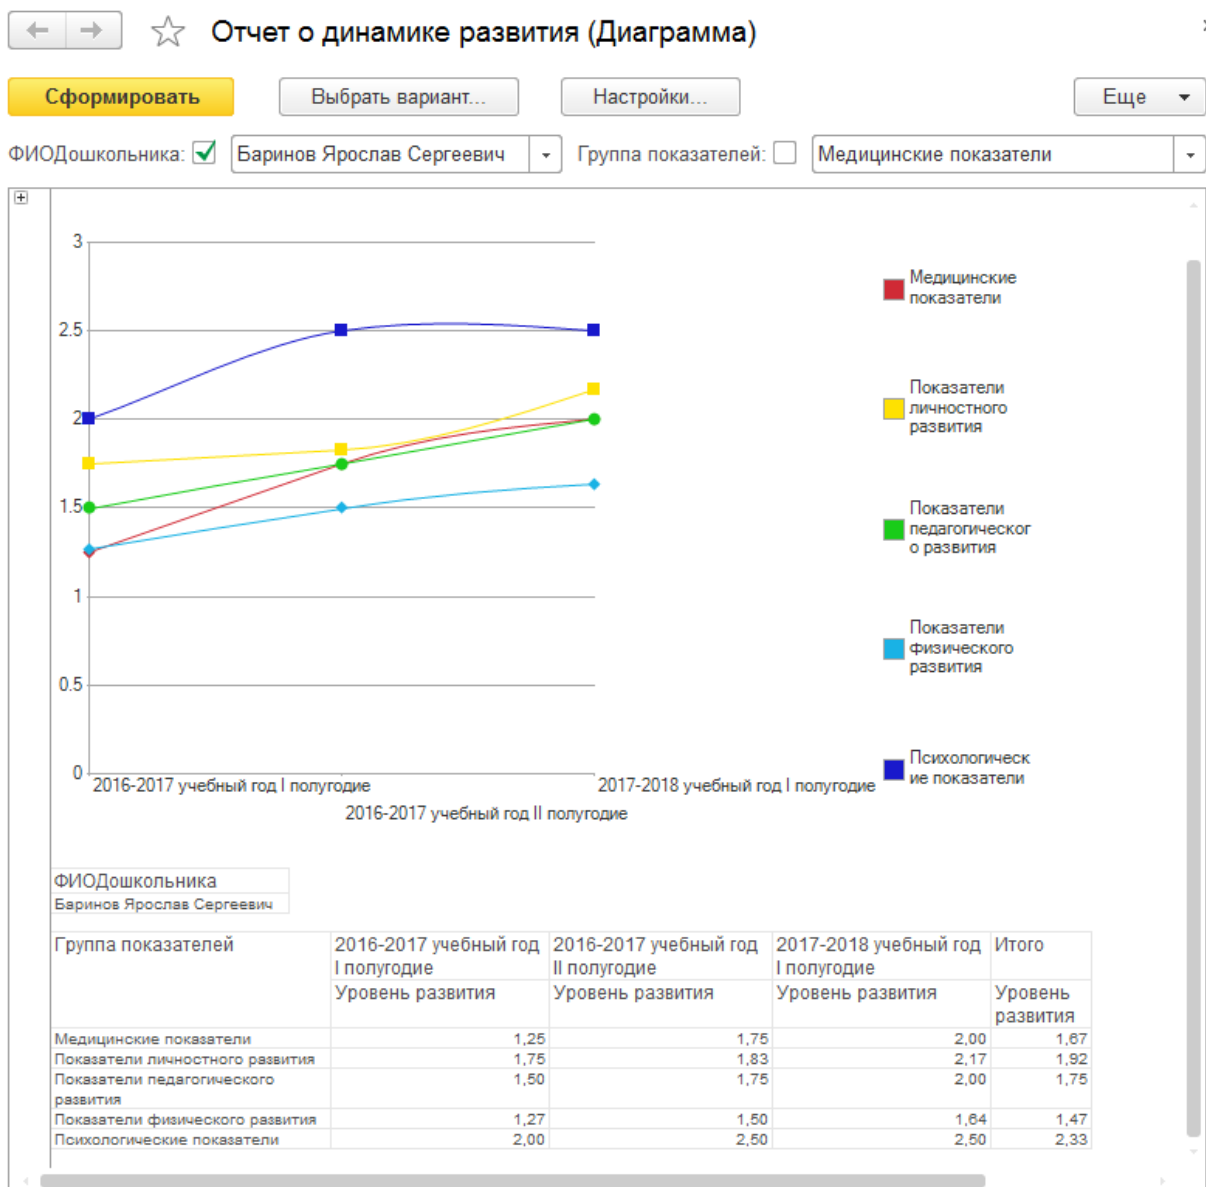 Отчет о динамике развития (Диаграмма)
Сформировать
Выбрать вариант...
Настройки...
Еще
ФИОДошкольника:
Баринов Ярослав Сергеевич
Группа показателей:
Медицинские показатели
3
2.5
2
1.5
1
0.5
0
2016-2017 учебный год I полугодие
2016-2017 учебный год II полугодие
2017-2018 учебный год I полугодие
Медицинские
показатели
Показатели
личностного
развития
Показатели
педагогическог
о развития
Показатели
физического
развития
Психологическ
ие показатели
ФИОДошкольника
Баринов Ярослав Сергеевич
Группа показателей
2016-2017 учебный год
I полугодие
2016-2017 учебный год
II полугодие
2017-2018 учебный год
I полугодие
Итого
Уровень развития
Уровень развития
Уровень развития
Уровень
развития
Медицинские показатели 1,25 1,75 2,00 1,67
Показатели личностного развития 1,75 1,83 2,17 1,92
Показатели педагогического 1,50 1,75 2,00 1,75
развития
Показатели физического развития 1,27 1,50 1,64 1,47
Психологические показатели 2,00 2,50 2,50 2,33